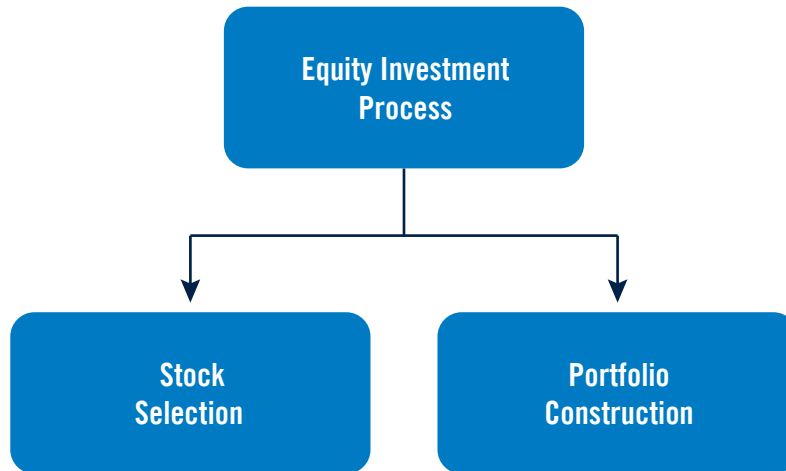 Equity Investment
Process
Stock
Selection
Portfolio
Construction